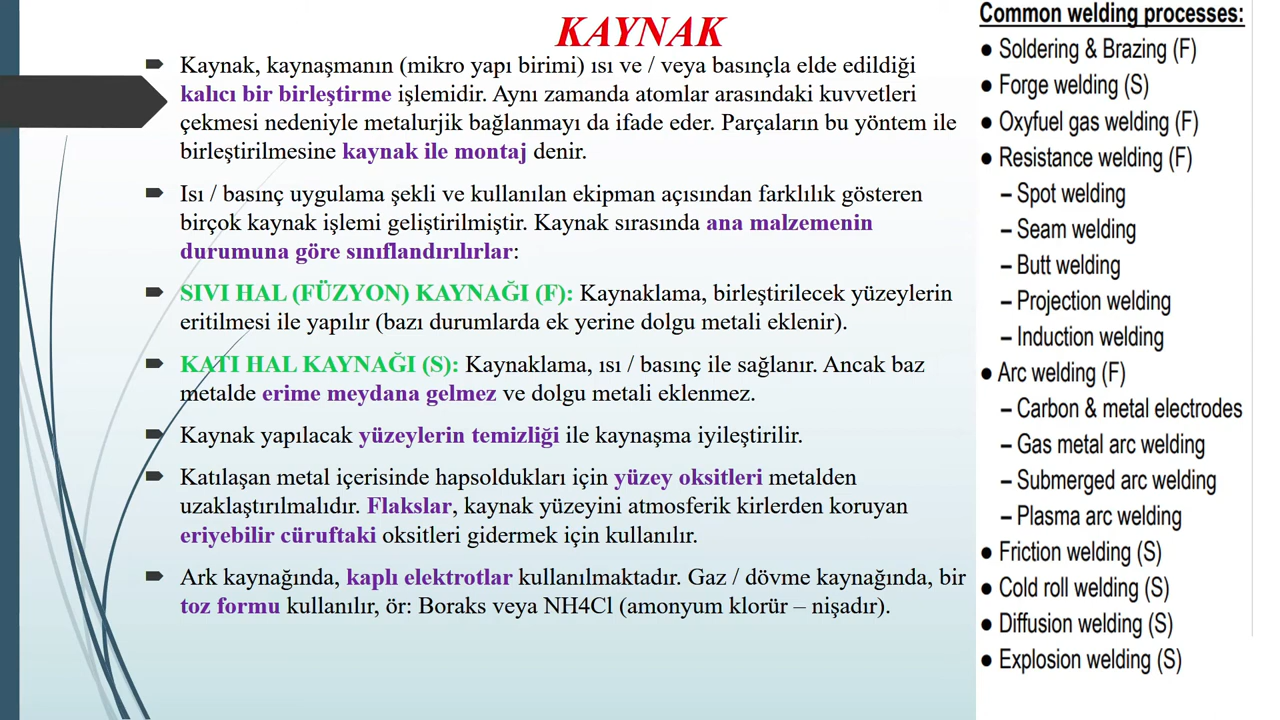 KAYNAK
Kaynak, kaynaşmanın (mikro yapı birimi) ısı ve / veya basınçla elde edildiği
kalıcı bir birleştirme işlemidir. Aynı zamanda atomlar arasındaki kuvvetleri
çekmesi nedeniyle metalurjik bağlanmayı da ifade eder. Parçaların bu yöntem ile
birleştirilmesine kaynak ile montaj denir.
Isı / basınç uygulama şekli ve kullanılan ekipman açısından farklılık gösteren
birçok kaynak işlemi geliştirilmiştir. Kaynak sırasında ana malzemenin
durumuna göre sınıflandırılırlar:
SIVI HAL (FÜZYON) KAYNAĞI (F): Kaynaklama, birleştirilecek yüzeylerin
eritilmesi ile yapılır (bazı durumlarda ek yerine dolgu metali eklenir).
KATI HAL KAYNAĞI (S): Kaynaklama, ısı / basınç ile sağlanır. Ancak baz
metalde erime meydana gelmez ve dolgu metali eklenmez.
Kaynak yapılacak yüzeylerin temizliği ile kaynaşma iyileştirilir.
Katılaşan metal içerisinde hapsoldukları için yüzey oksitleri metalden
uzaklaştırılmalıdır. Flakslar, kaynak yüzeyini atmosferik kirlerden koruyan
eriyebilir cüruftaki oksitleri gidermek için kullanılır.
Ark kaynağında, kaplı elektrotlar kullanılmaktadır. Gaz / dövme kaynağında, bir
toz formu kullanılır, ör: Boraks veya NH4Cl (amonyum klorür – nişadır).
Common welding processes:
● Soldering & Brazing (F)
● Forge welding (S)
● Oxyfuel gas welding (F)
● Resistance welding (F)
– Spot welding
– Seam welding
– Butt welding
– Projection welding
– Induction welding
● Arc welding (F)
– Carbon & metal electrodes
– Gas metal arc welding
– Submerged arc welding
– Plasma arc welding
● Friction welding (S)
● Cold roll welding (S)
● Diffusion welding (S)
● Explosion welding (S)